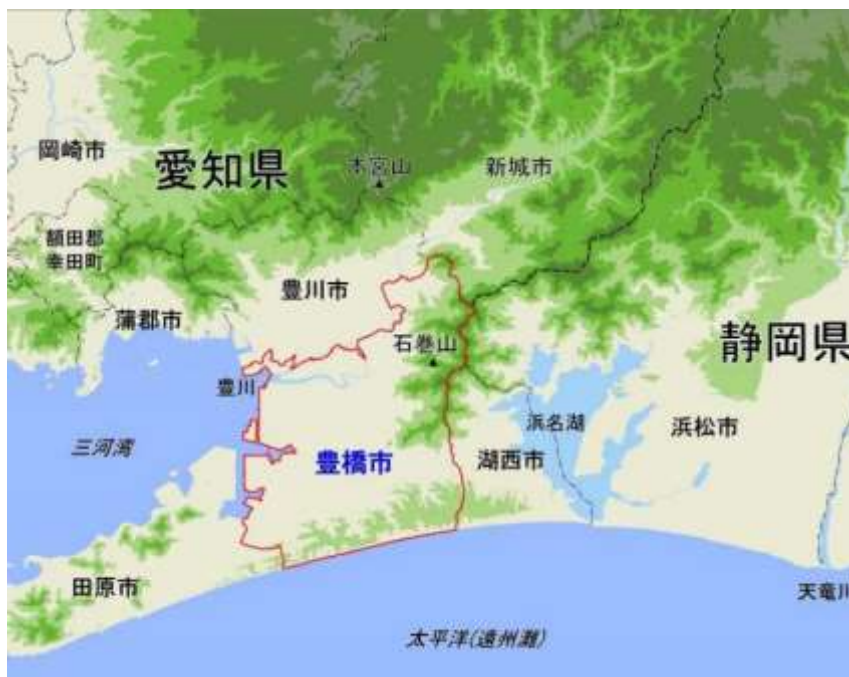 岡崎市
愛知県
本宮山
新城市
額田郡
幸田町
豊川市
蒲郡市
石巻山
静岡県
豊川
三河湾
豊橋市
湖西市
浜名湖
浜松市
田原市
天竜川
太平洋(遠州灘)